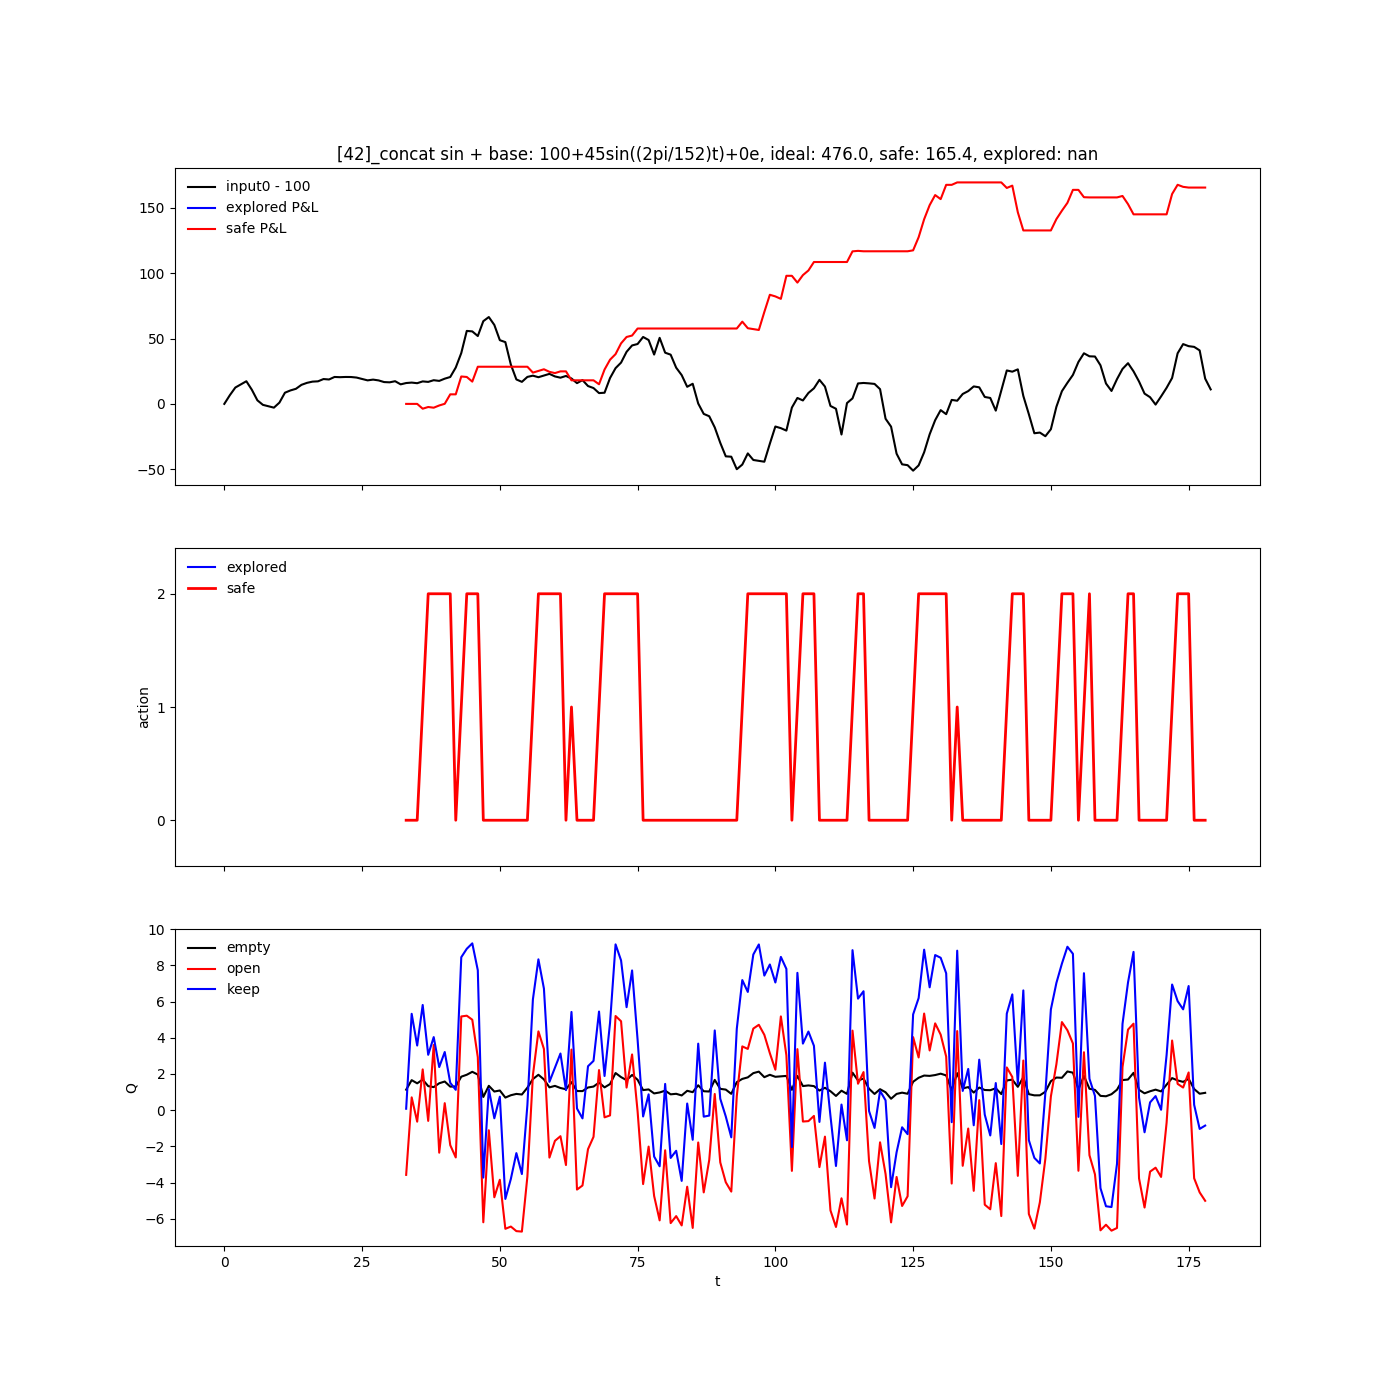 [42]_concat sin + base: 100+45sin((2pi/152)t)+0e, ideal: 476.0, safe: 165.4, explored: nan
input0 - 100
explored P&L
safe P&L
150
100
50
0
−50
explored
safe
2
1
0
action
empty
open
keep
10
8
6
4
2
0
−2
−4
−6
Q
0 25 50 75 100 125 150 175
t